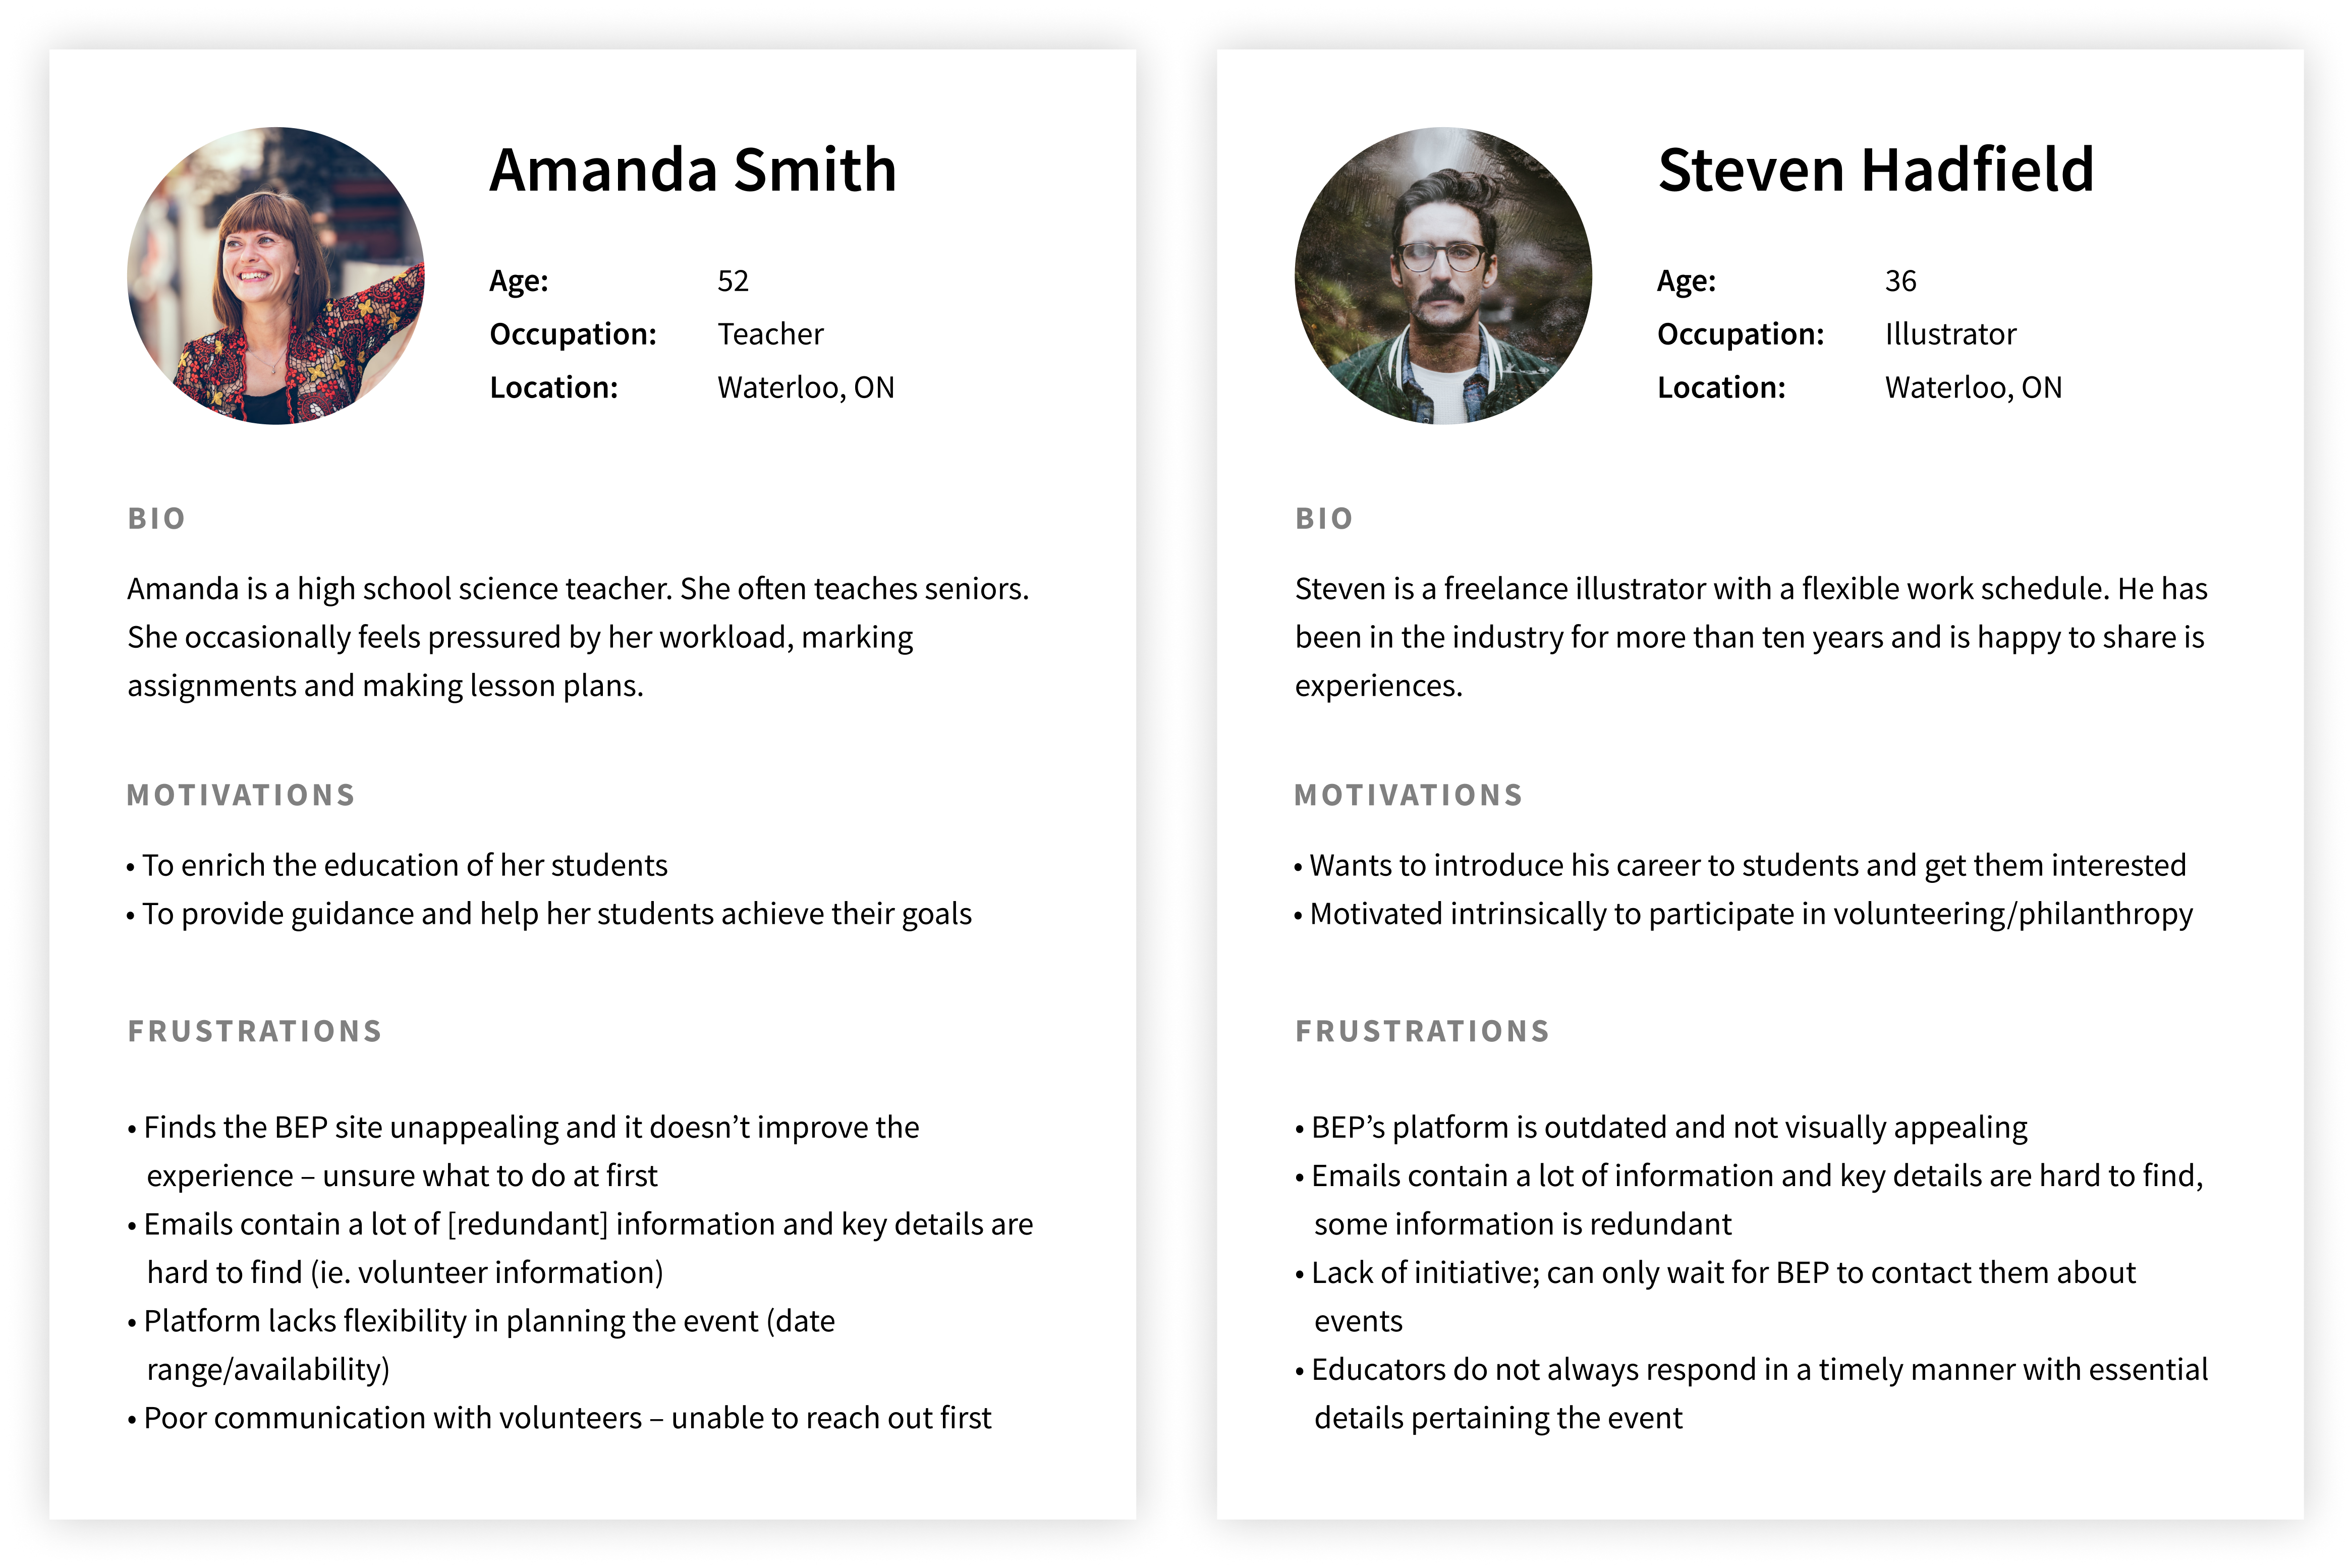 Amanda Smith
Age: 52
Occupation: Teacher
Location: Waterloo, ON
BIO
Amanda is a high school science teacher. She often teaches seniors.
She occasionally feels pressured by her workload, marking
assignments and making lesson plans.
MOTIVATIONS
• To enrich the education of her students
• To provide guidance and help her students achieve their goals
FRUSTRATIONS
• Finds the BEP site unappealing and it doesn’t improve the
experience – unsure what to do at first
• Emails contain a lot of [redundant] information and key details are
hard to find (ie. volunteer information)
• Platform lacks flexibility in planning the event (date
range/availability)
• Poor communication with volunteers – unable to reach out first
Steven Hadfield
Age: 36
Occupation: Illustrator
Location: Waterloo, ON
BIO
Steven is a freelance illustrator with a flexible work schedule. He has
been in the industry for more than ten years and is happy to share is
experiences.
MOTIVATIONS
• Wants to introduce his career to students and get them interested
• Motivated intrinsically to participate in volunteering/philanthropy
FRUSTRATIONS
• BEP’s platform is outdated and not visually appealing
• Emails contain a lot of information and key details are hard to find,
some information is redundant
• Lack of initiative; can only wait for BEP to contact them about
events
• Educators do not always respond in a timely manner with essential
details pertaining the event